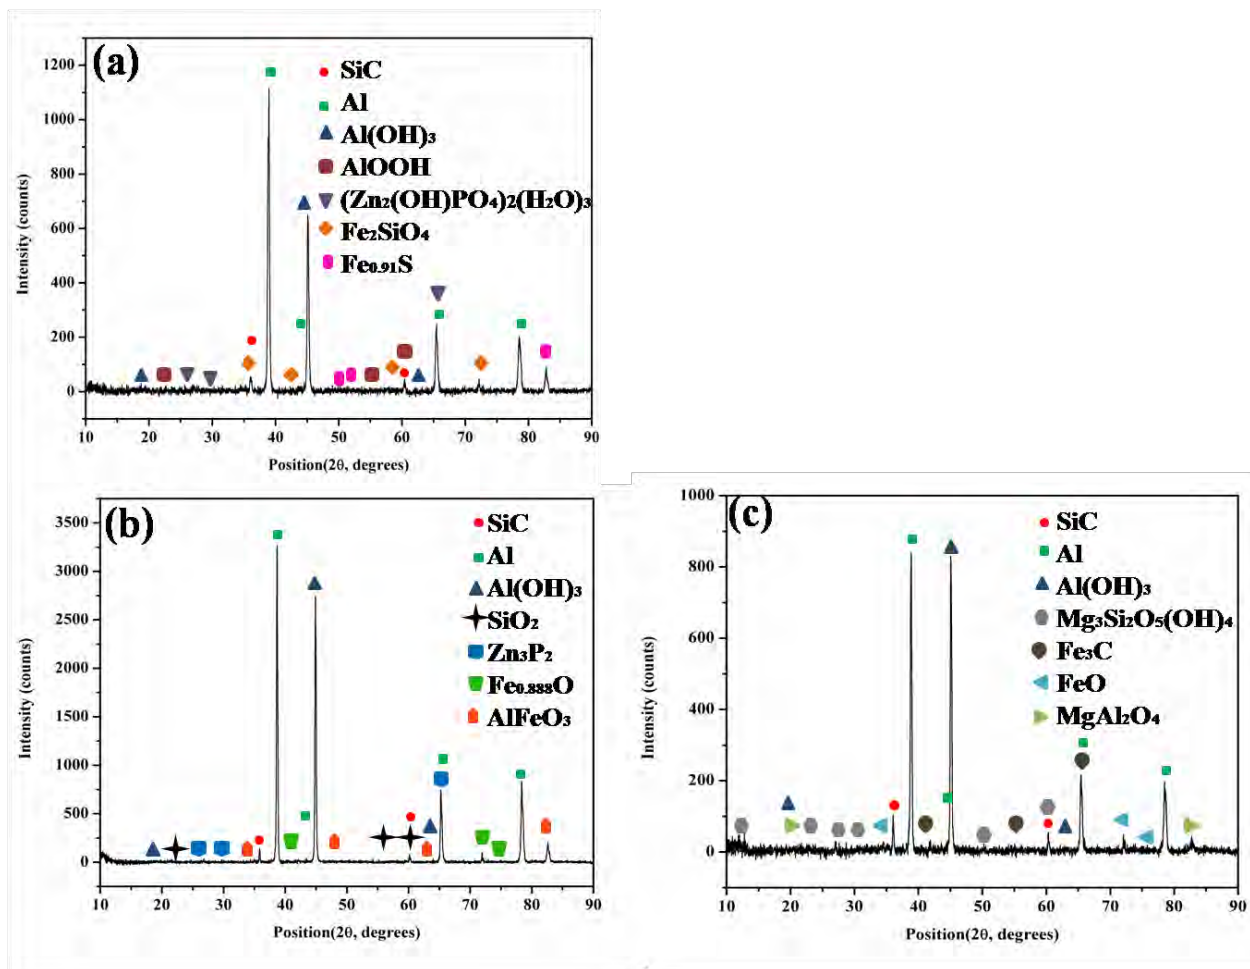 (a)
SiC
Al
Al(OH)₃
AlOOH
(Zn₂(OH)PO₄)₂(H₂O)₃
Fe₂SiO₄
Fe₀.₉₁S
Intensity (counts)
1200
1000
800
600
400
200
0
10 20 30 40 50 60 70 80 90
Position(2θ, degrees)
(b)
SiC
Al
Al(OH)₃
SiO₂
Zn₃P₂
Fe₀.₈₈₈O
AlFeO₃
Intensity (counts)
3500
3000
2500
2000
1500
1000
500
0
10 20 30 40 50 60 70 80 90
Position(2θ, degrees)
(c)
SiC
Al
Al(OH)₃
Mg₃Si₂O₅(OH)₄
Fe₃C
FeO
MgAl₂O₄
Intensity (counts)
1000
800
600
400
200
0
10 20 30 40 50 60 70 80 90
Position(2θ, degrees)